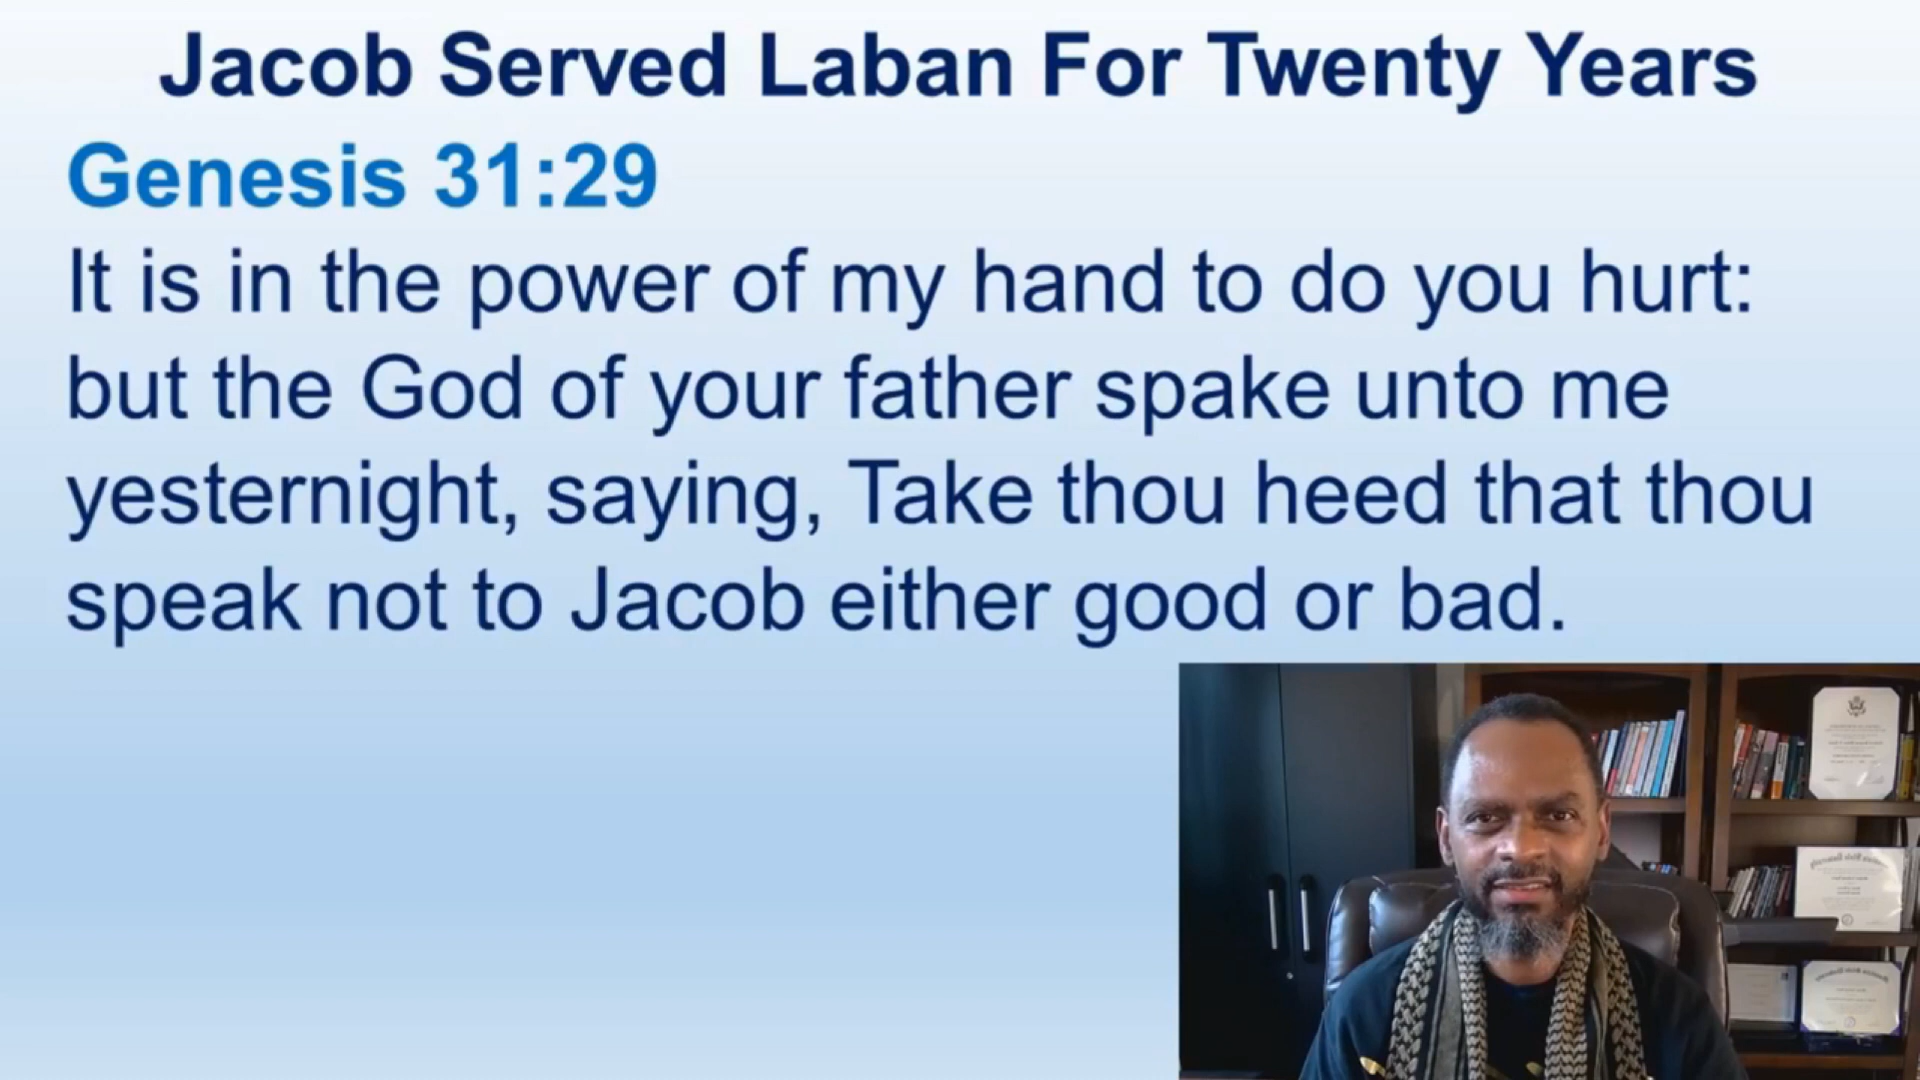 Jacob Served Laban For Twenty Years
Genesis 31:29
It is in the power of my hand to do you hurt:
but the God of your father spake unto me
yesternight, saying, Take thou heed that thou
speak not to Jacob either good or bad.